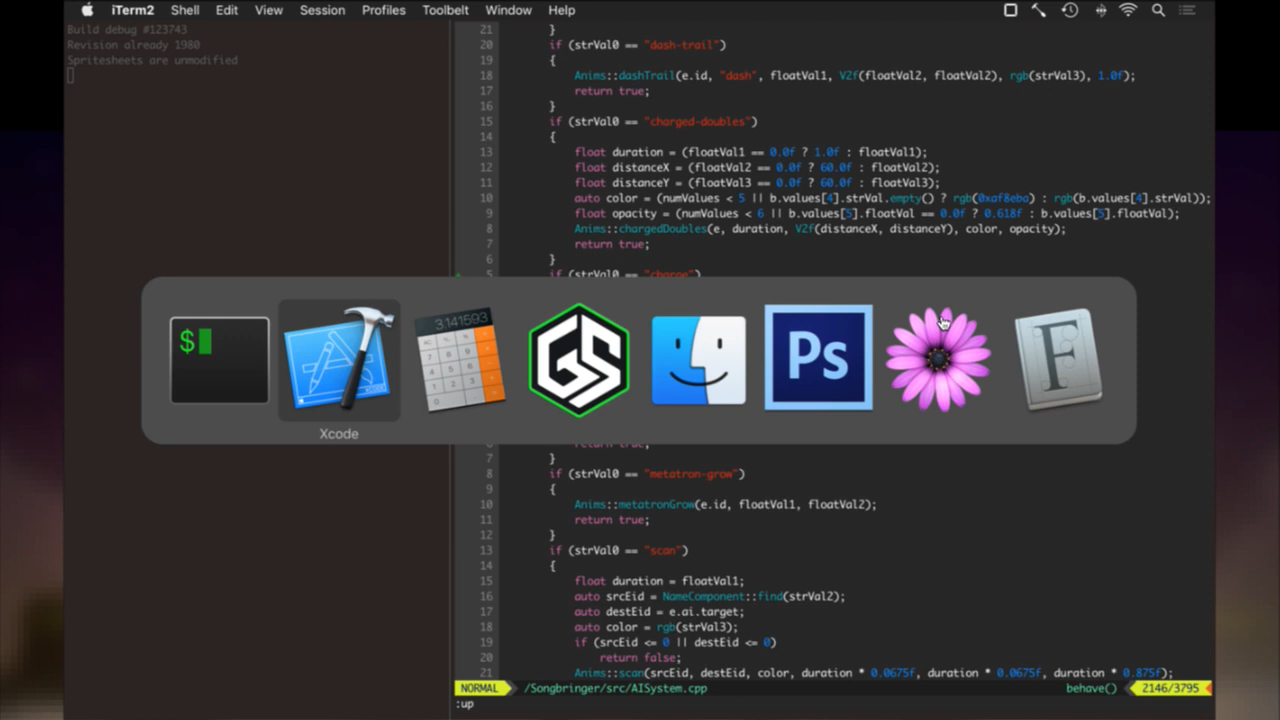 iTerm2 Shell Edit View Session Profiles Toolbelt Window Help
Build debug #123743
Revision already 1980
Spritesheets are unmodified
21 }
20 if (strVal0 == "dash-trail")
19 {
18 Anims::dashTrail(e.id, "dash", floatVal1, V2f(floatVal2, floatVal2), rgb(strVal3), 1.0f);
17 return true;
16 }
15 if (strVal0 == "charged-doubles")
14 {
13 float duration = (floatVal1 == 0.0f ? 1.0f : floatVal1);
12 float distanceX = (floatVal2 == 0.0f ? 60.0f : floatVal2);
11 float distanceY = (floatVal3 == 0.0f ? 60.0f : floatVal3);
10 auto color = (numValues < 5 || b.values[4].strVal.empty() ? rgb(0xaf8eba) : rgb(b.values[4].strVal));
9 float opacity = (numValues < 6 || b.values[5].floatVal == 0.0f ? 0.618f : b.values[5].floatVal);
8 Anims::chargedDoubles(e, duration, V2f(distanceX, distanceY), color, opacity);
7 return true;
6 }
5 if (strVal0 == "charge")
$
3.141593
GS
Ps
F
Xcode
6 return true;
7 }
8 if (strVal0 == "metatron-grow")
9 {
10 Anims::metatronGrow(e.id, floatVal1, floatVal2);
11 return true;
12 }
13 if (strVal0 == "scan")
14 {
15 float duration = floatVal1;
16 auto srcEid = NameComponent::find(strVal2);
17 auto destEid = e.ai.target;
18 auto color = rgb(strVal3);
19 if (srcEid <= 0 || destEid <= 0)
20 return false;
21 Anims::scan(srcEid, destEid, color, duration * 0.0675f, duration * 0.0675f, duration * 0.875f);
NORMAL /Songbringer/src/AISystem.cpp behave() 2146/3795
:up